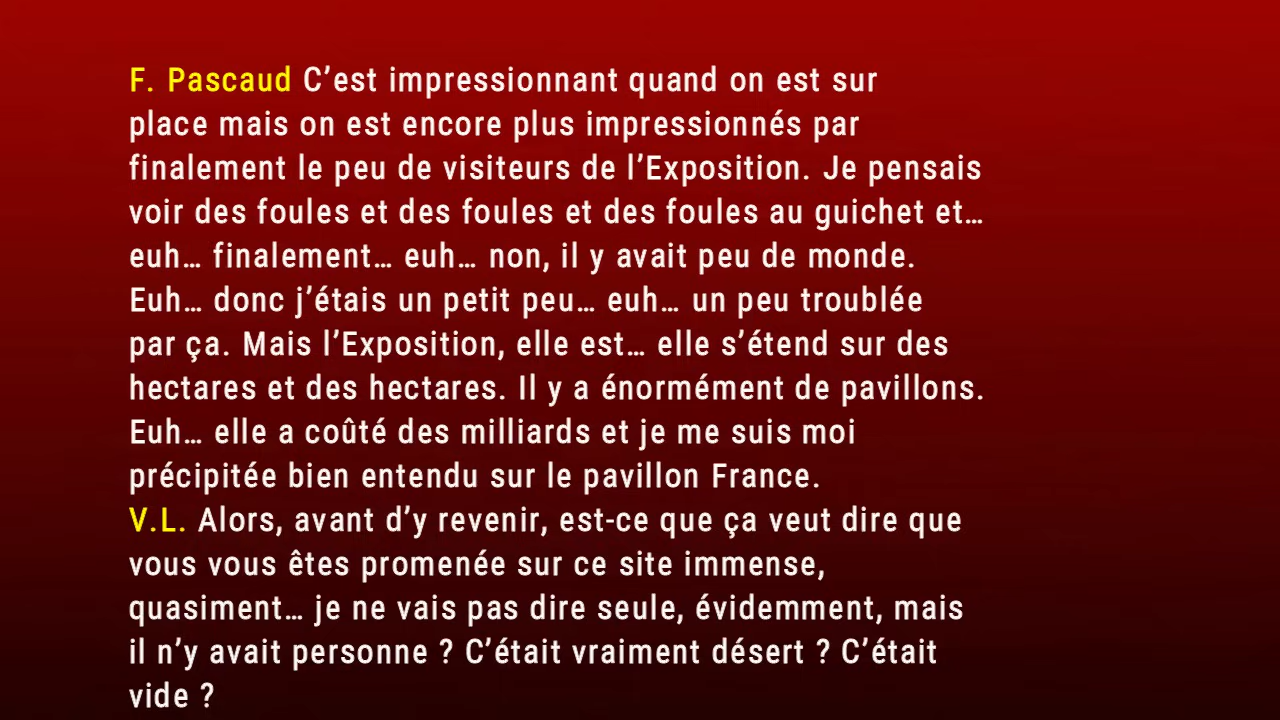 F. Pascaud C’est impressionnant quand on est sur
place mais on est encore plus impressionnés par
finalement le peu de visiteurs de l’Exposition. Je pensais
voir des foules et des foules et des foules au guichet et…
euh… finalement… euh… non, il y avait peu de monde.
Euh… donc j’étais un petit peu… euh… un peu troublée
par ça. Mais l’Exposition, elle est… elle s’étend sur des
hectares et des hectares. Il y a énormément de pavillons.
Euh… elle a coûté des milliards et je me suis moi
précipitée bien entendu sur le pavillon France.
V.L. Alors, avant d’y revenir, est-ce que ça veut dire que
vous vous êtes promenée sur ce site immense,
quasiment… je ne vais pas dire seule, évidemment, mais
il n’y avait personne ? C’était vraiment désert ? C’était
vide ?